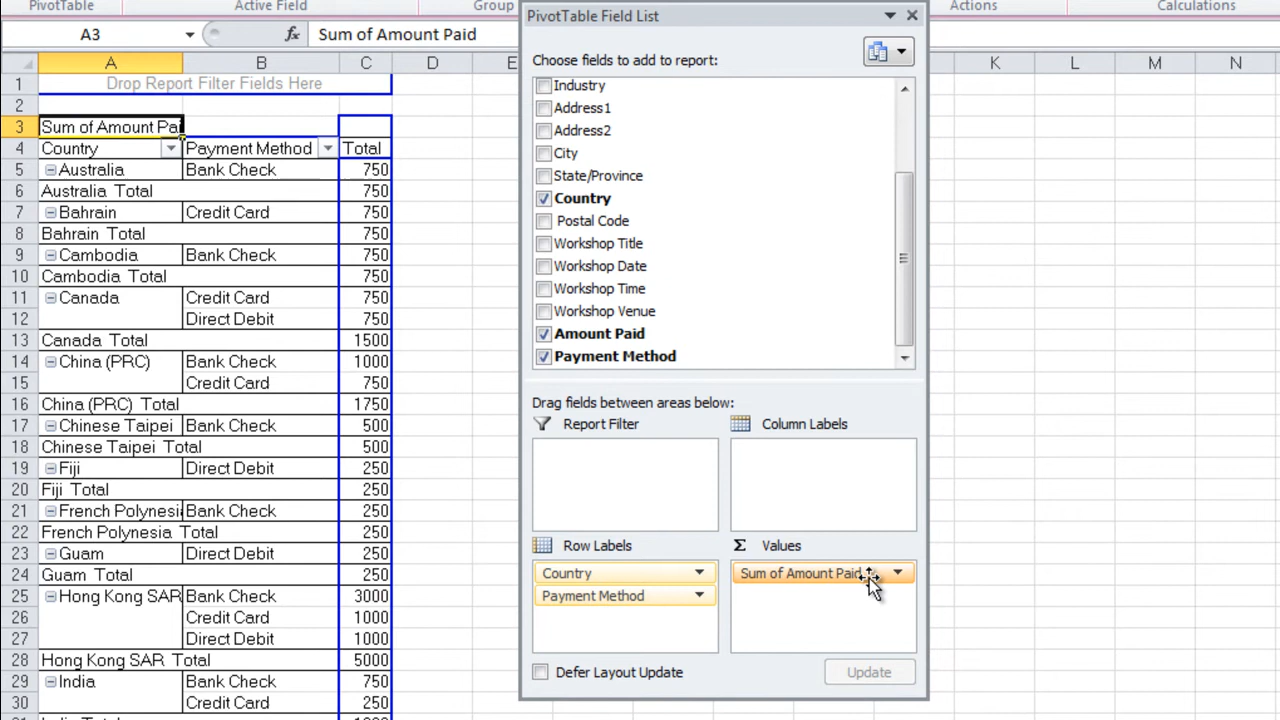 PivotTable Active Field Group Actions Calculations
A3 fx Sum of Amount Paid
A B C D E K L M N
1 Drop Report Filter Fields Here
2
3 Sum of Amount Pai
4 Country Payment Method Total
5 Australia Bank Check 750
6 Australia Total 750
7 Bahrain Credit Card 750
8 Bahrain Total 750
9 Cambodia Bank Check 750
10 Cambodia Total 750
11 Canada Credit Card 750
12 Direct Debit 750
13 Canada Total 1500
14 China (PRC) Bank Check 1000
15 Credit Card 750
16 China (PRC) Total 1750
17 Chinese Taipei Bank Check 500
18 Chinese Taipei Total 500
19 Fiji Direct Debit 250
20 Fiji Total 250
21 French Polynesi Bank Check 250
22 French Polynesia Total 250
23 Guam Direct Debit 250
24 Guam Total 250
25 Hong Kong SAR Bank Check 3000
26 Credit Card 1000
27 Direct Debit 1000
28 Hong Kong SAR Total 5000
29 India Bank Check 750
30 Credit Card 250
PivotTable Field List
Choose fields to add to report:
Industry
Address1
Address2
City
State/Province
Country
Postal Code
Workshop Title
Workshop Date
Workshop Time
Workshop Venue
Amount Paid
Payment Method
Drag fields between areas below:
Report Filter Column Labels
Row Labels Σ Values
Country Sum of Amount Paid
Payment Method
Defer Layout Update Update